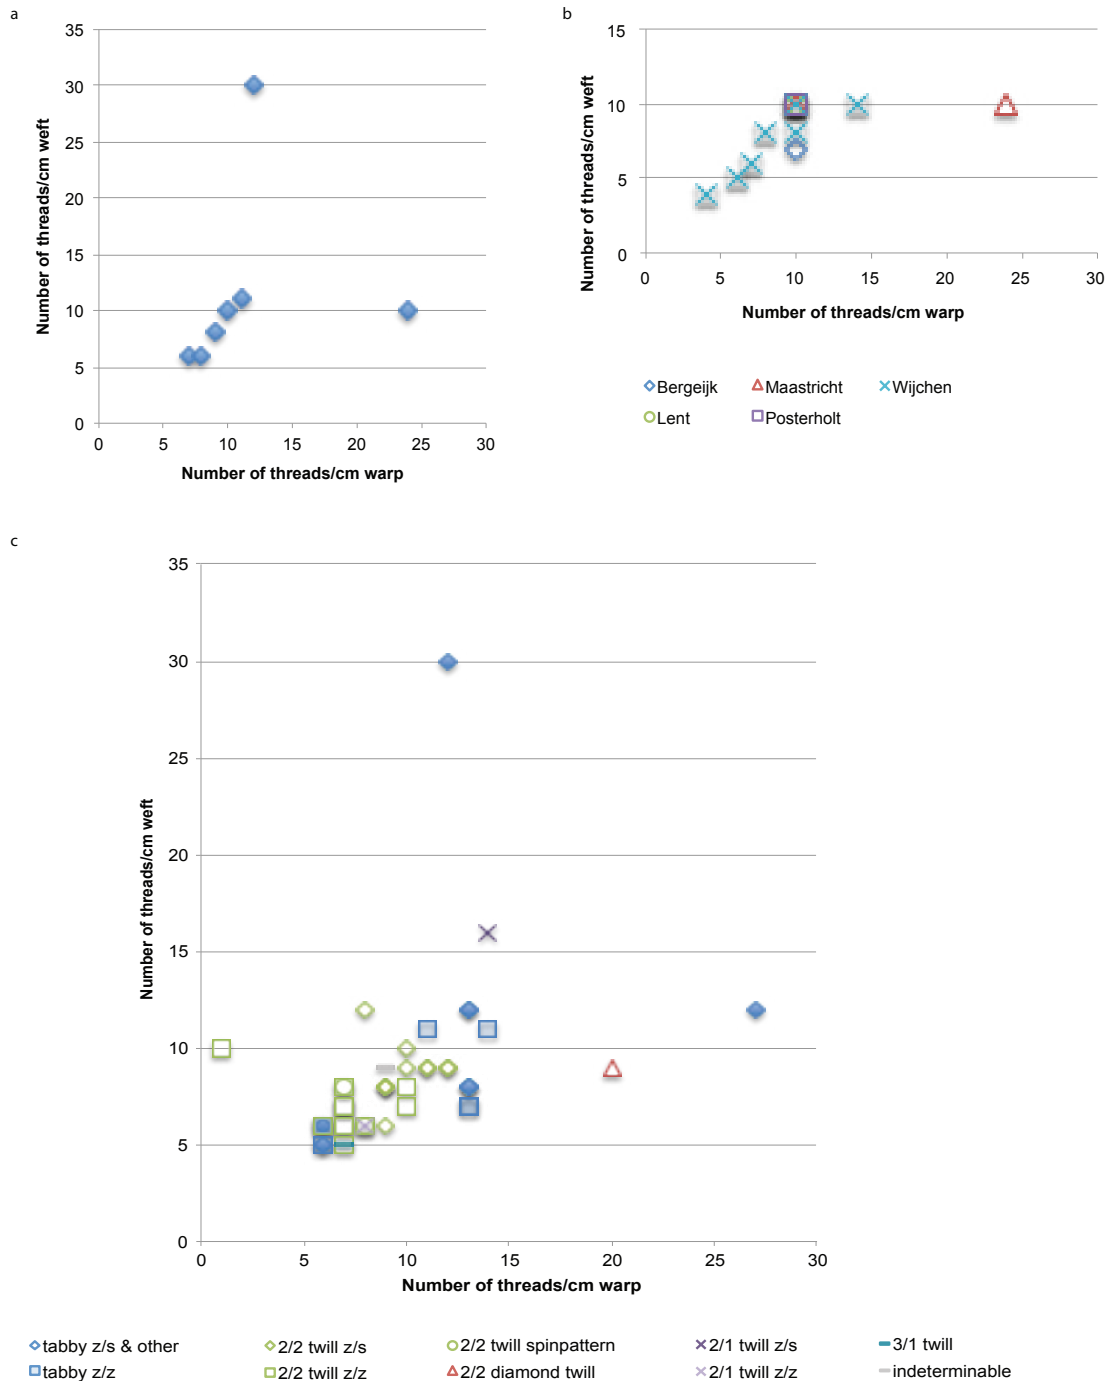 a
35
30
25
20
15
10
5
0
0 5 10 15 20 25 30
Number of threads/cm weft
Number of threads/cm warp
b
15
10
5
0
0 5 10 15 20 25 30
Number of threads/cm weft
Number of threads/cm warp
Bergeijk Maastricht Wijchen
Lent Posterholt
c
35
30
25
20
15
10
5
0
0 5 10 15 20 25 30
Number of threads/cm weft
Number of threads/cm warp
tabby z/s & other 2/2 twill z/s 2/2 twill spinpattern 2/1 twill z/s 3/1 twill
tabby z/z 2/2 twill z/z 2/2 diamond twill 2/1 twill z/z indeterminable